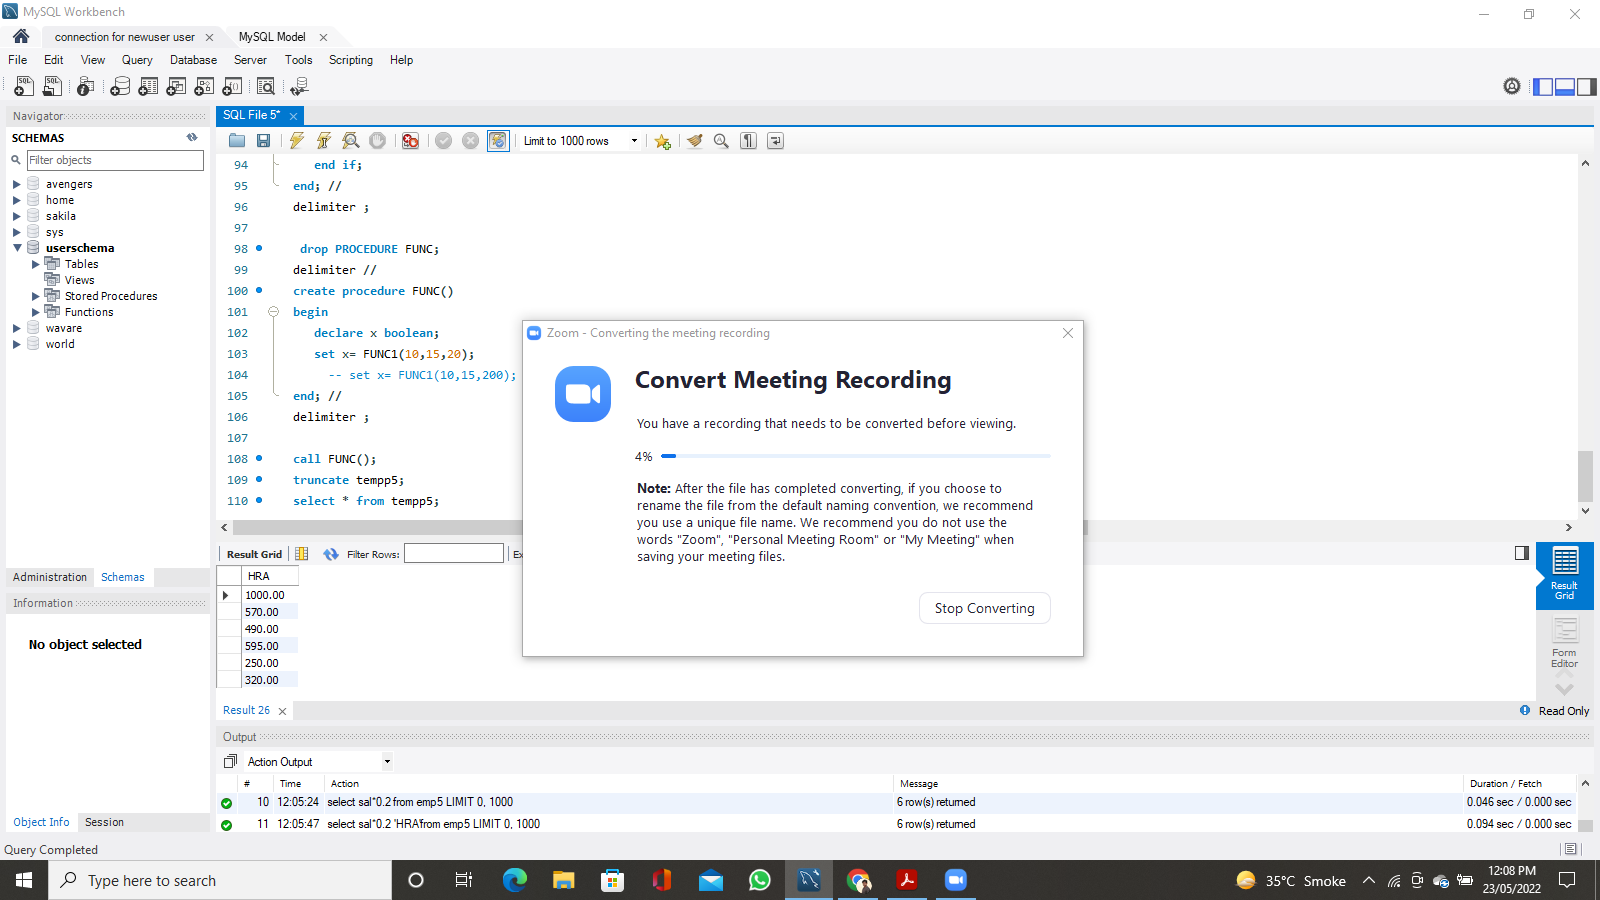 MySQL Workbench
connection for newuser user
MySQL Model
File Edit View Query Database Server Tools Scripting Help
Navigator
SCHEMAS
Filter objects
avengers
home
sakila
sys
userschema
Tables
Views
Stored Procedures
Functions
wavare
world
Administration Schemas
Information
No object selected
Object Info Session
SQL File 5*
Limit to 1000 rows
94 end if;
95 end; //
96 delimiter ;
97
98 drop PROCEDURE FUNC;
99 delimiter //
100 create procedure FUNC()
101 begin
102 declare x boolean;
103 set x= FUNC1(10,15,20);
104 -- set x= FUNC1(10,15,200);
105 end; //
106 delimiter ;
107
108 call FUNC();
109 truncate tempp5;
110 select * from tempp5;
Zoom - Converting the meeting recording
Convert Meeting Recording
You have a recording that needs to be converted before viewing.
4%
Note: After the file has completed converting, if you choose to
rename the file from the default naming convention, we recommend
you use a unique file name. We recommend you do not use the
words "Zoom", "Personal Meeting Room" or "My Meeting" when
saving your meeting files.
Stop Converting
Result Grid Filter Rows: Ex
HRA
1000.00
570.00
490.00
595.00
250.00
320.00
Result
Grid
Form
Editor
Result 26
Read Only
Output
Action Output
# Time Action Message Duration / Fetch
10 12:05:24 select sal*0.2 from emp5 LIMIT 0, 1000 6 row(s) returned 0.046 sec / 0.000 sec
11 12:05:47 select sal*0.2 'HRA'from emp5 LIMIT 0, 1000 6 row(s) returned 0.094 sec / 0.000 sec
Query Completed
Type here to search
35°C Smoke
12:08 PM
23/05/2022